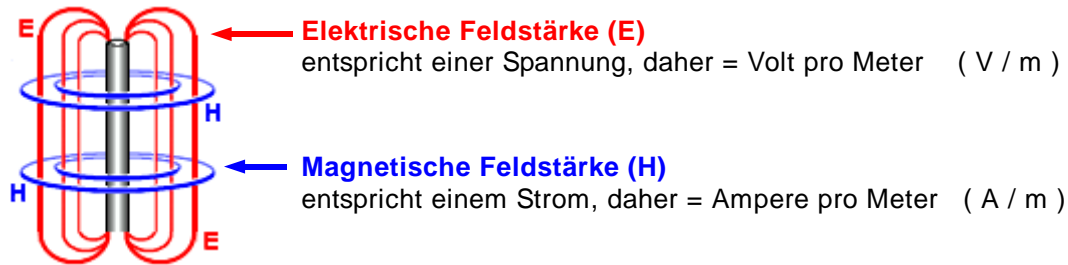 E
Elektrische Feldstärke (E)
entspricht einer Spannung, daher = Volt pro Meter ( V / m )
H
Magnetische Feldstärke (H)
H
entspricht einem Strom, daher = Ampere pro Meter ( A / m )
E